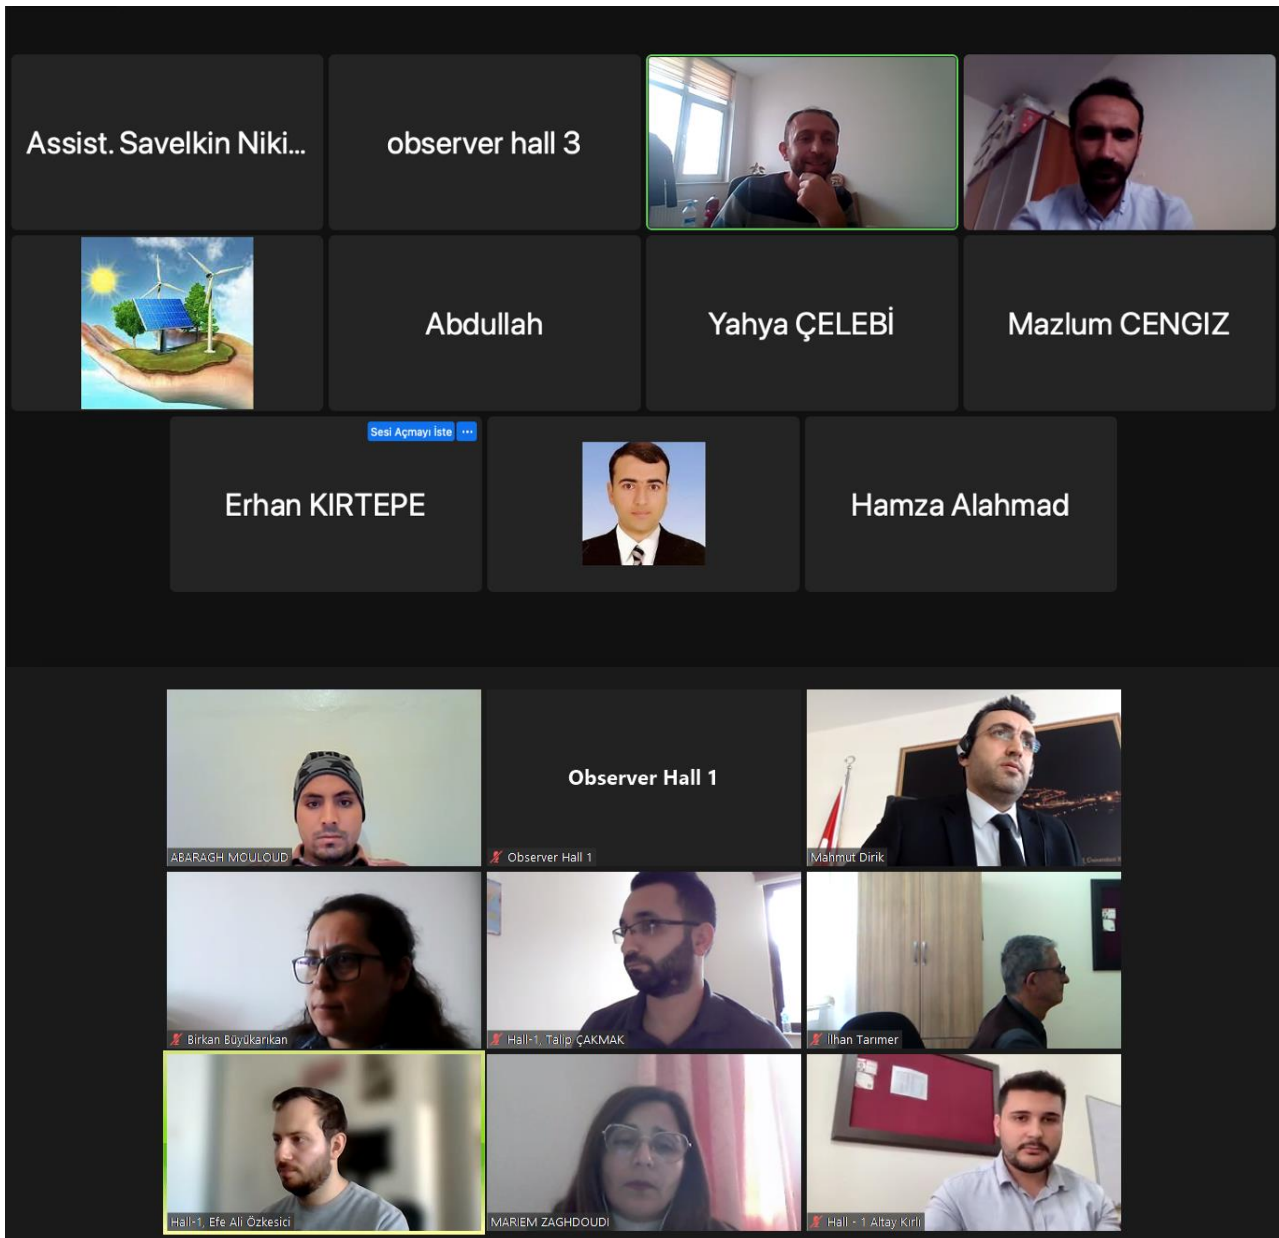 Assist. Savelkin Niki...
observer hall 3
Abdullah
Yahya ÇELEBİ
Mazlum CENGIZ
Sesi Açmayı İste ...
Erhan KIRTEPE
Hamza Alahmad
ABARAGH MOULOUD
Observer Hall 1
Observer Hall 1
Mahmut Dirik
Birkan Büyükarıkan
Hall-1, Talip ÇAKMAK
İlhan Tarımer
Hall-1, Efe Ali Özkesici
MARIEM ZAGHDOUDI
Hall - 1 Altay Kırlı